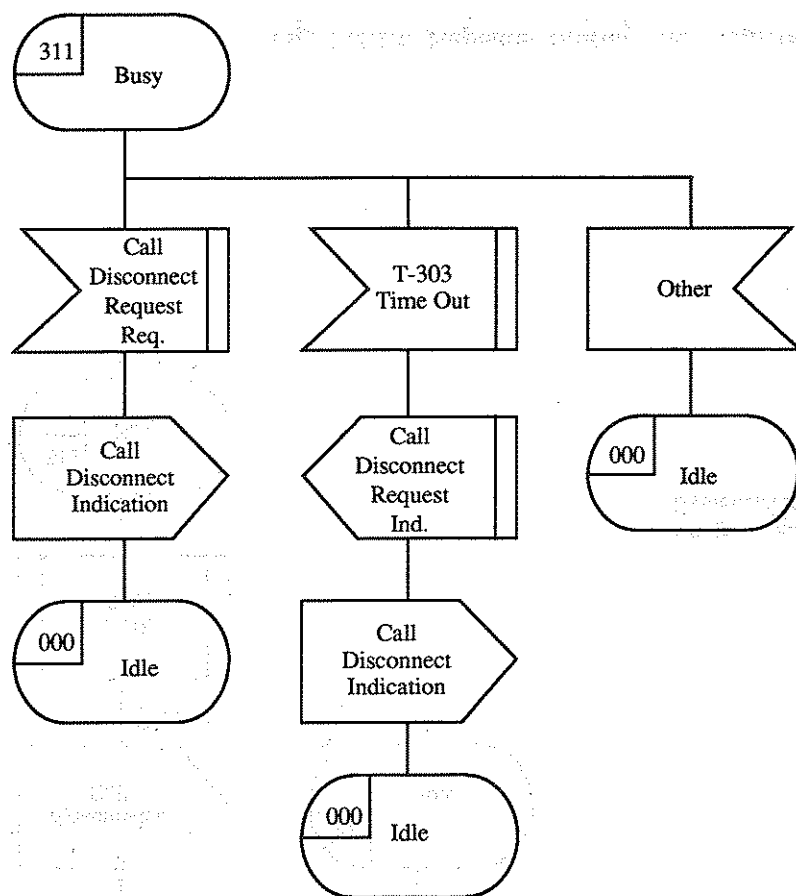 311
Busy
Call
Disconnect
Request
Req.
T-303
Time Out
Other
Call
Disconnect
Indication
Call
Disconnect
Request
Ind.
000
Idle
000
Idle
Call
Disconnect
Indication
000
Idle